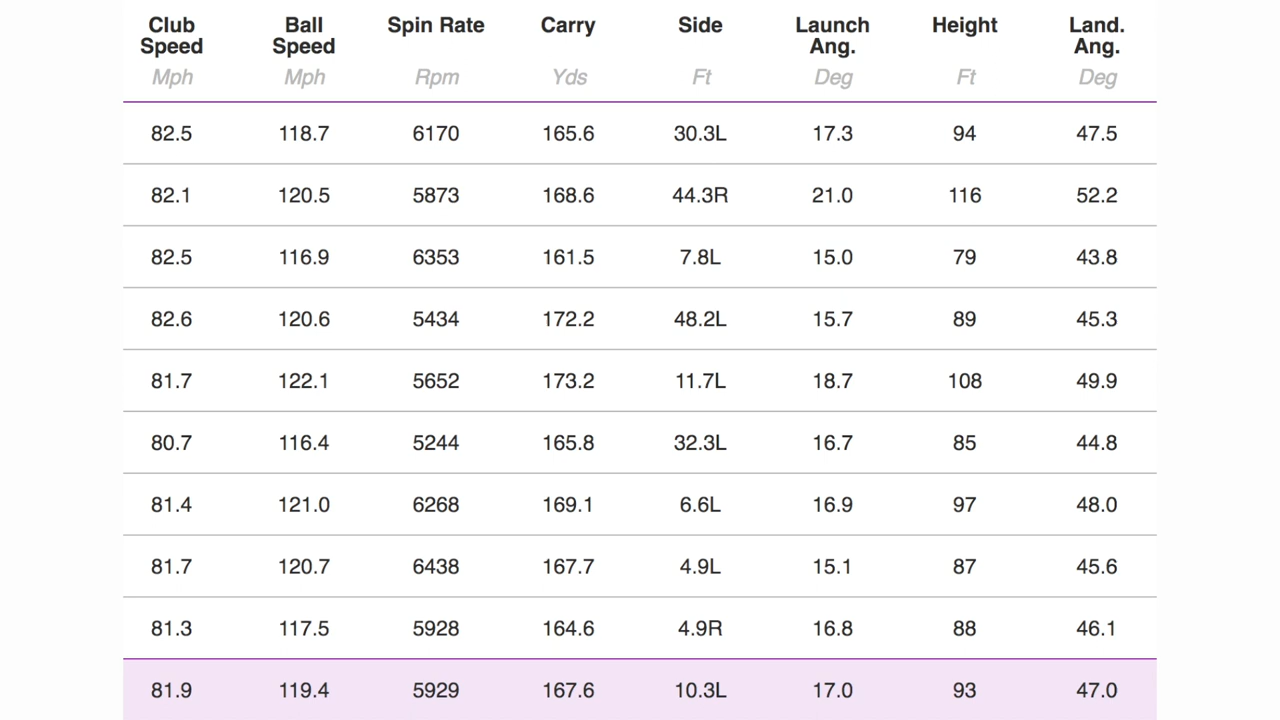 Club Speed Ball Speed Spin Rate Carry Side Launch Ang. Height Land. Ang.
Mph Mph Rpm Yds Ft Deg Ft Deg
82.5 118.7 6170 165.6 30.3L 17.3 94 47.5
82.1 120.5 5873 168.6 44.3R 21.0 116 52.2
82.5 116.9 6353 161.5 7.8L 15.0 79 43.8
82.6 120.6 5434 172.2 48.2L 15.7 89 45.3
81.7 122.1 5652 173.2 11.7L 18.7 108 49.9
80.7 116.4 5244 165.8 32.3L 16.7 85 44.8
81.4 121.0 6268 169.1 6.6L 16.9 97 48.0
81.7 120.7 6438 167.7 4.9L 15.1 87 45.6
81.3 117.5 5928 164.6 4.9R 16.8 88 46.1
81.9 119.4 5929 167.6 10.3L 17.0 93 47.0